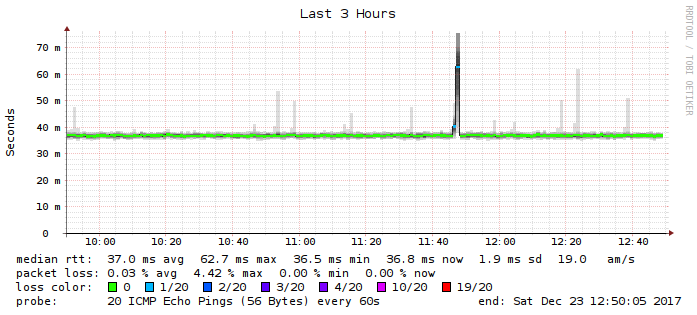 Last 3 Hours
RRDTOOL / TOBI OETIKER
Seconds
70 m
60 m
50 m
40 m
30 m
20 m
10 m
0
10:00 10:20 10:40 11:00 11:20 11:40 12:00 12:20 12:40
median rtt: 37.0 ms avg 62.7 ms max 36.5 ms min 36.8 ms now 1.9 ms sd 19.0 am/s
packet loss: 0.03 % avg 4.42 % max 0.00 % min 0.00 % now
loss color: 0 1/20 2/20 3/20 4/20 10/20 19/20
probe: 20 ICMP Echo Pings (56 Bytes) every 60s end: Sat Dec 23 12:50:05 2017